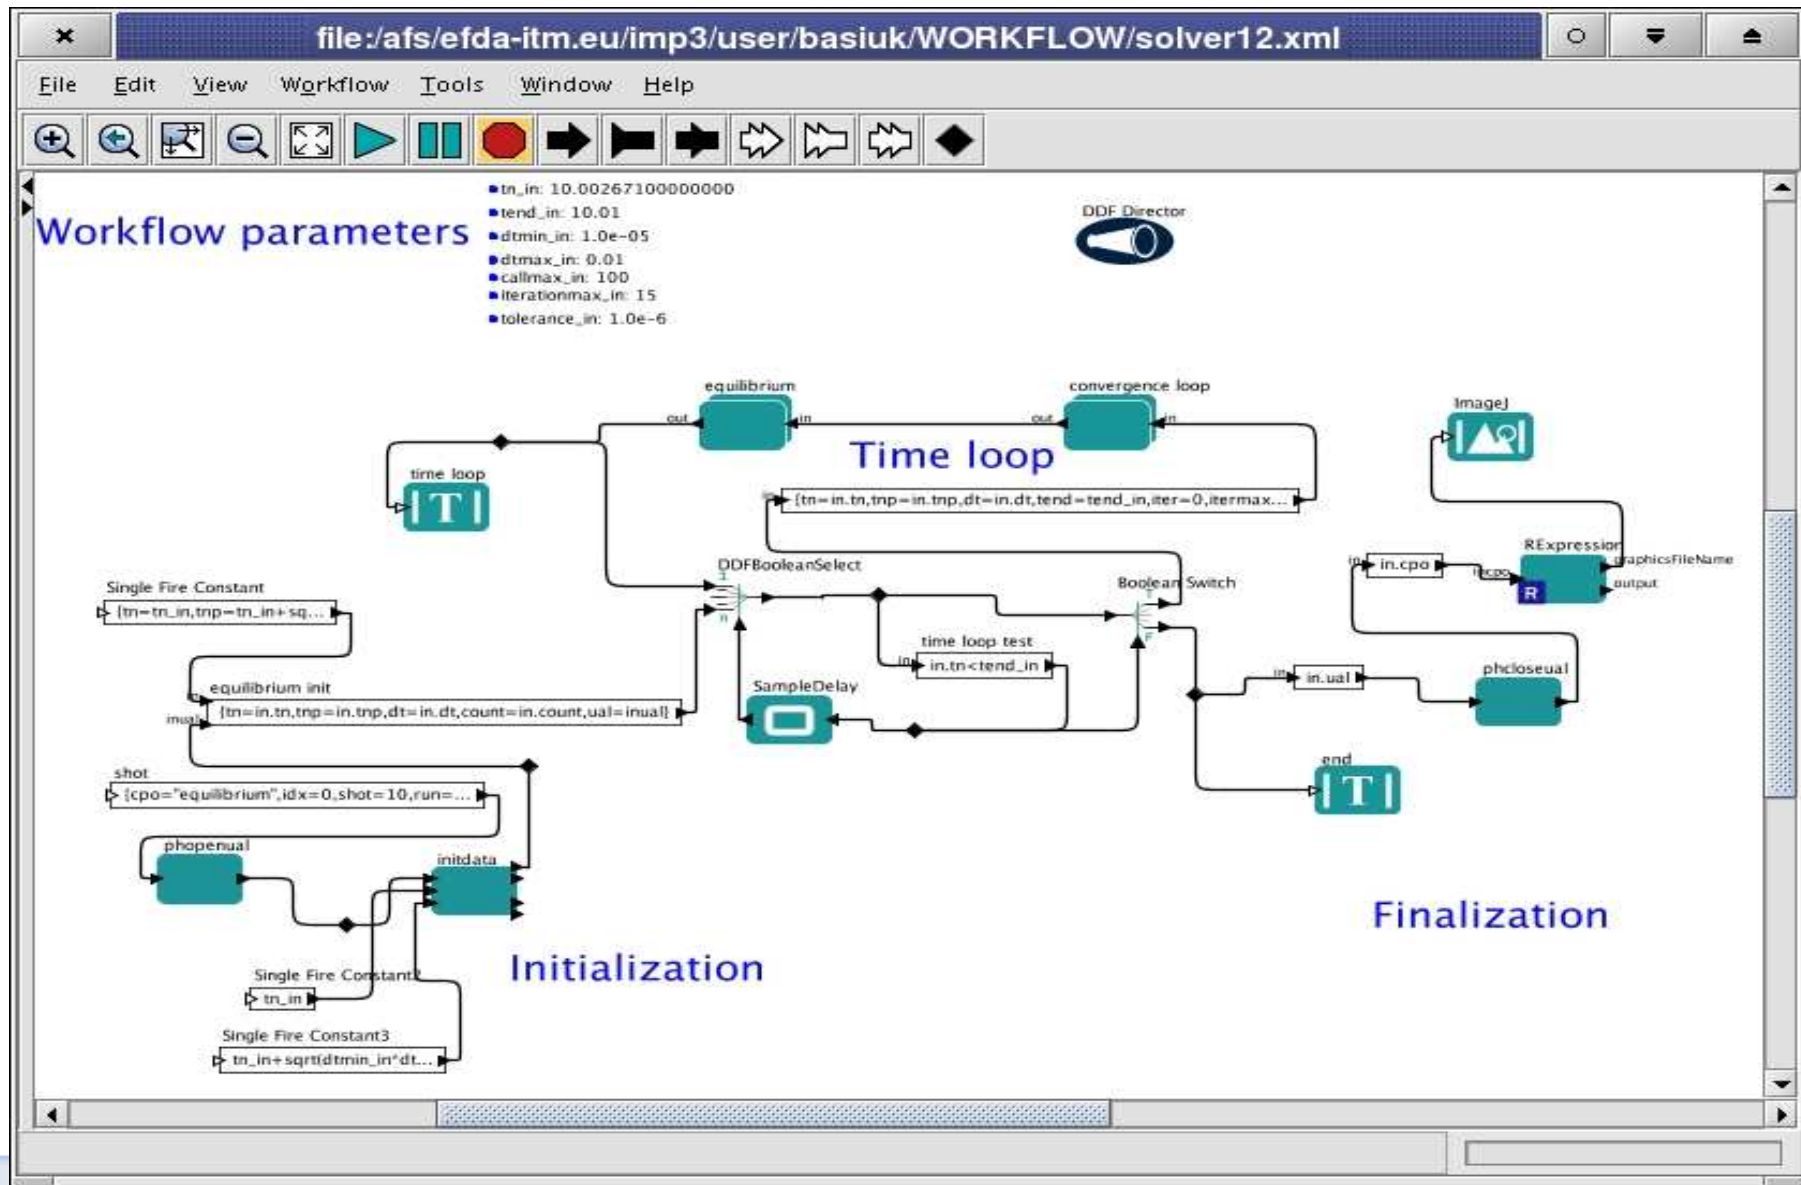 file:/afs/efda-itm.eu/imp3/user/basiuk/WORKFLOW/solver12.xml
File Edit View Workflow Tools Window Help
Workflow parameters
tn_in: 10.00267100000000
tend_in: 10.01
dtmin_in: 1.0e-05
dtmax_in: 0.01
callmax_in: 100
iterationmax_in: 15
tolerance_in: 1.0e-6
DDF Director
equilibrium
out
in
convergence loop
out
in
Time loop
time loop
T
{tn=in.tn,tnp=in.tnp,dt=in.dt,tend=tend_in,iter=0,itermax...
in
ImageJ
RExpression
graphicsFileName
output
incpo
R
in
in.cpo
DDFBooleanSelect
T
Boolean Switch
T
F
Single Fire Constant
{tn=tn_in,tnp=tn_in+sq...
time loop test
in
in.tn<tend_in
SampleDelay
equilibrium init
in
inual
{tn=in.tn,tnp=in.tnp,dt=in.dt,count=in.count,ual=inual}
in
in.ual
phcloseual
end
T
shot
{cpo="equilibrium",idx=0,shot=10,run=...
phopenual
initdata
Finalization
Initialization
Single Fire Constant2
tn_in
Single Fire Constant3
tn_in+sqrt(dtmin_in*dt...